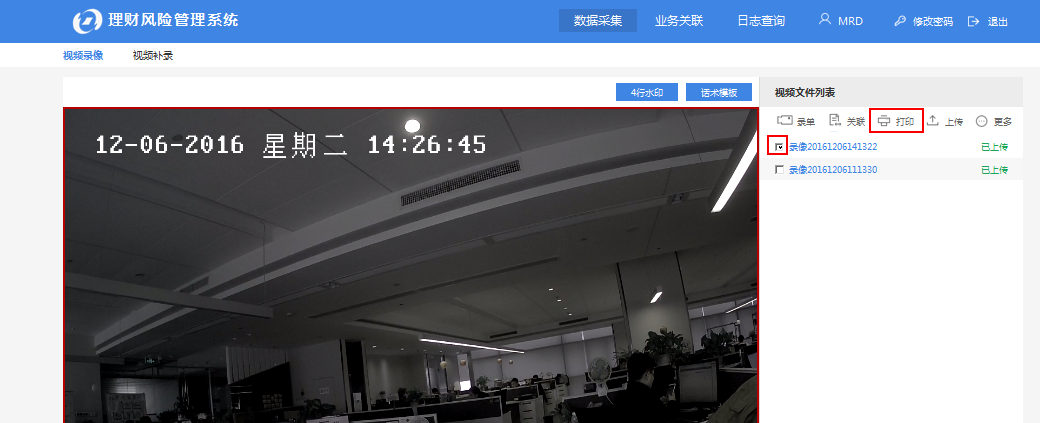 理财风险管理系统
数据采集 业务关联 日志查询 MRD 修改密码 退出
视频录像 视频补录
4行水印 话术模板 视频文件列表
12-06-2016 星期二 14:26:45
录单 关联 打印 上传 更多
录像20161206141322 已上传
录像20161206111330 已上传